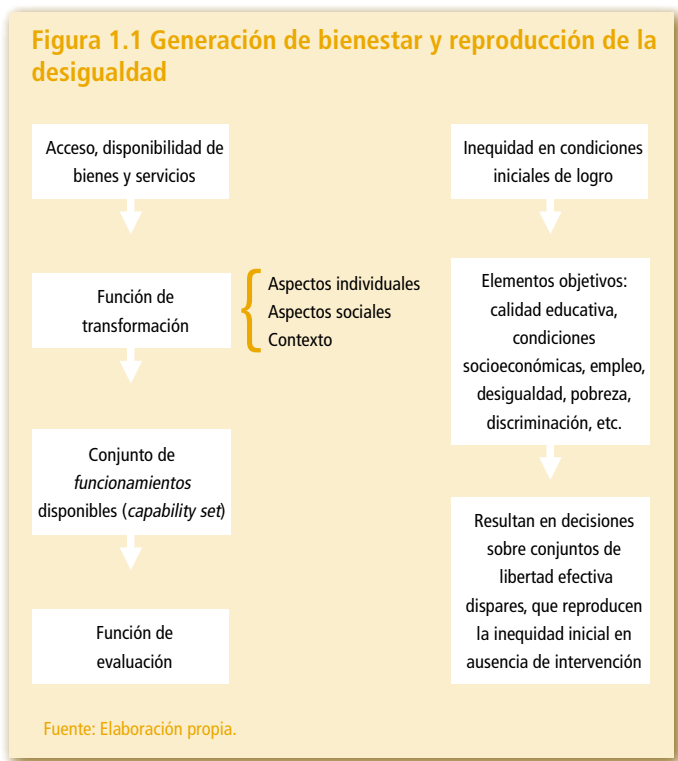 Figura 1.1 Generación de bienestar y reproducción de la
desigualdad
Acceso, disponibilidad de
bienes y servicios
Función de
transformación
Aspectos individuales
Aspectos sociales
Contexto
Conjunto de
funcionamientos
disponibles (capability set)
Función de
evaluación
Inequidad en condiciones
iniciales de logro
Elementos objetivos:
calidad educativa,
condiciones
socioeconómicas, empleo,
desigualdad, pobreza,
discriminación, etc.
Resultan en decisiones
sobre conjuntos de
libertad efectiva
dispares, que reproducen
la inequidad inicial en
ausencia de intervención
Fuente: Elaboración propia.